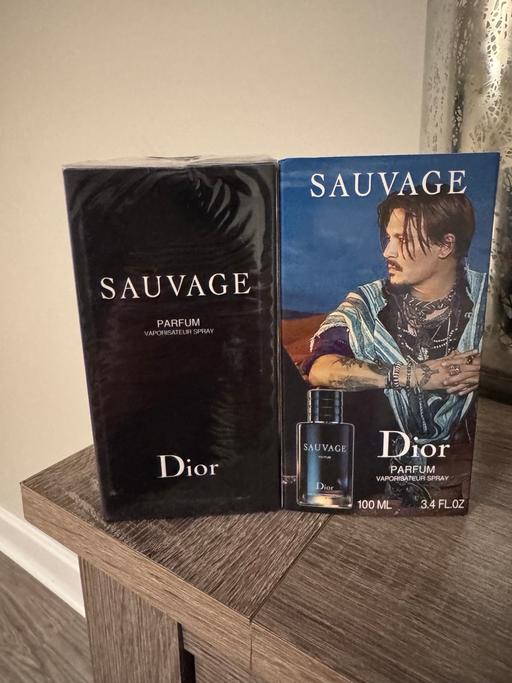 SAUVAGE
PARFUM
VAPORISATEUR SPRAY
Dior
SAUVAGE
SAUVAGE
Dior
Dior
PARFUM
VAPORISATEUR SPRAY
100 ML 3.4 FL.OZ